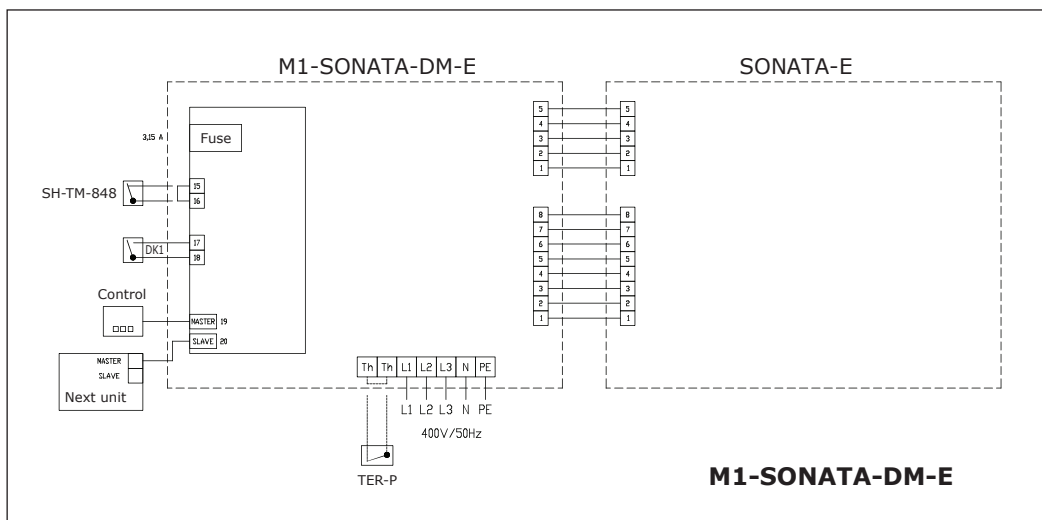 M1-SONATA-DM-E
SONATA-E
3,15 A
Fuse
SH-TM-848
15
16
17
18
DK1
Control
MASTER 19
SLAVE 20
MASTER
SLAVE
Next unit
5 5
4 4
3 3
2 2
1 1
8 8
7 7
6 6
5 5
4 4
3 3
2 2
1 1
Th Th L1 L2 L3 N PE
L1 L2 L3 N PE
400V/50Hz
TER-P
M1-SONATA-DM-E